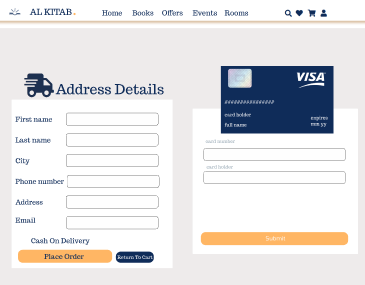 AL KITAB.
Home Books Offers Events Rooms
Address Details
First name
Last name
City
Phone number
Address
Email
Cash On Delivery
Place Order
Return To Cart
VISA
################
card holder
full name
expires
mm yy
card number
card holder
Submit